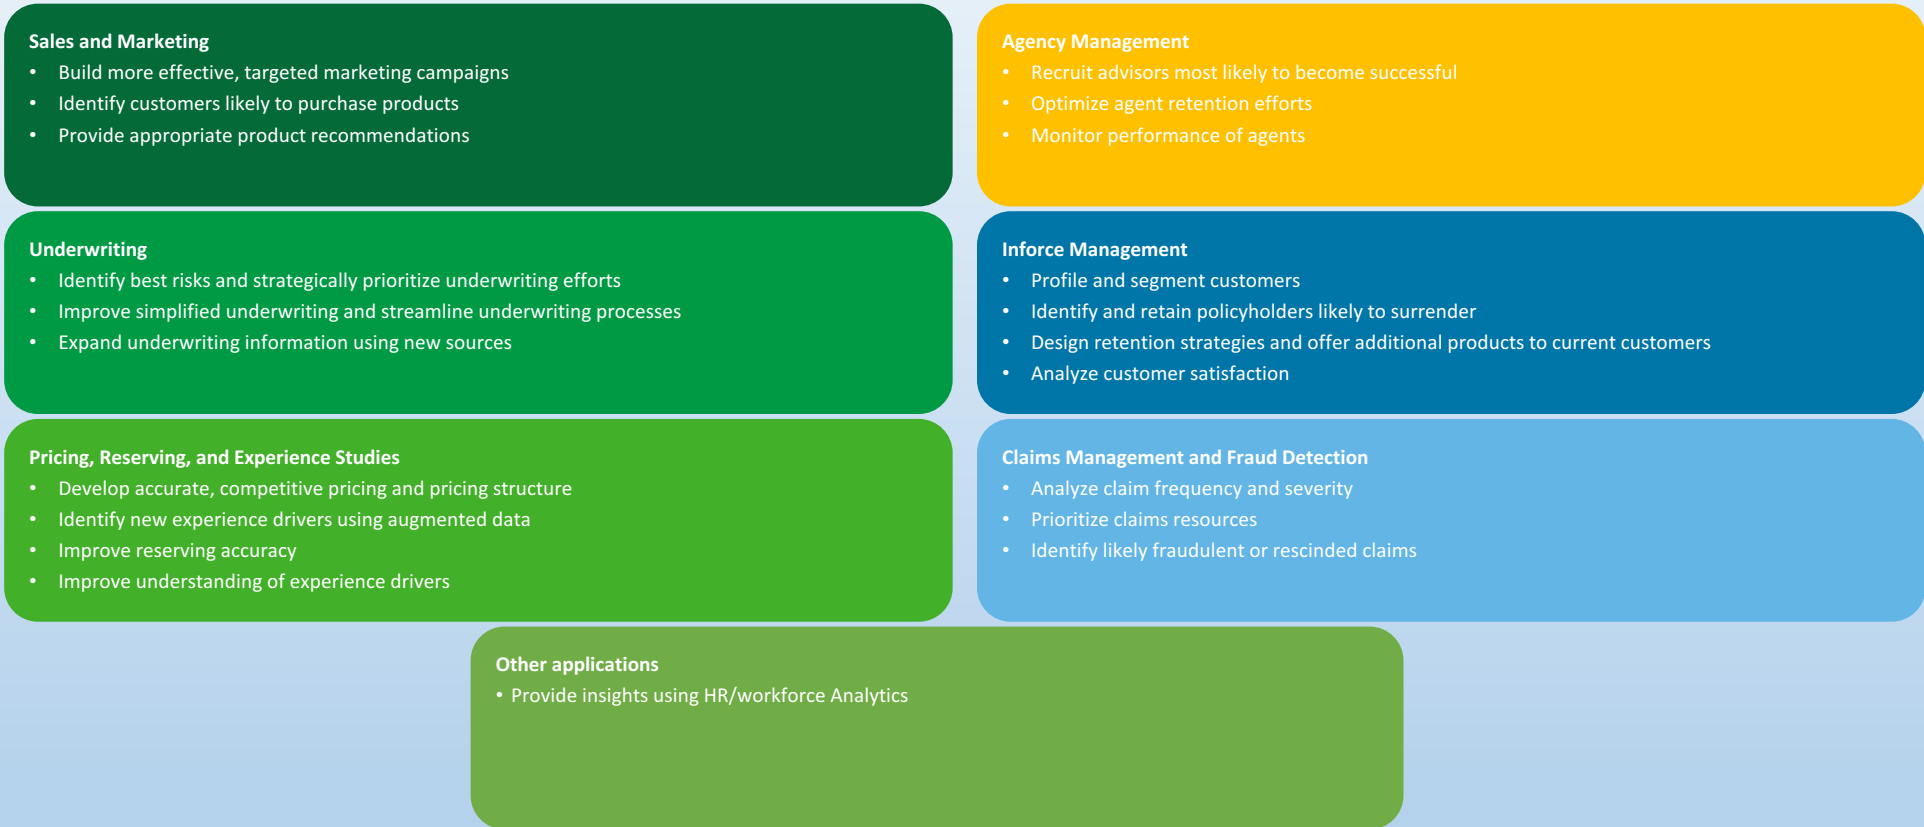 Sales and Marketing
• Build more effective, targeted marketing campaigns
• Identify customers likely to purchase products
• Provide appropriate product recommendations
Agency Management
• Recruit advisors most likely to become successful
• Optimize agent retention efforts
• Monitor performance of agents
Underwriting
• Identify best risks and strategically prioritize underwriting efforts
• Improve simplified underwriting and streamline underwriting processes
• Expand underwriting information using new sources
Inforce Management
• Profile and segment customers
• Identify and retain policyholders likely to surrender
• Design retention strategies and offer additional products to current customers
• Analyze customer satisfaction
Pricing, Reserving, and Experience Studies
• Develop accurate, competitive pricing and pricing structure
• Identify new experience drivers using augmented data
• Improve reserving accuracy
• Improve understanding of experience drivers
Claims Management and Fraud Detection
• Analyze claim frequency and severity
• Prioritize claims resources
• Identify likely fraudulent or rescinded claims
Other applications
• Provide insights using HR/workforce Analytics